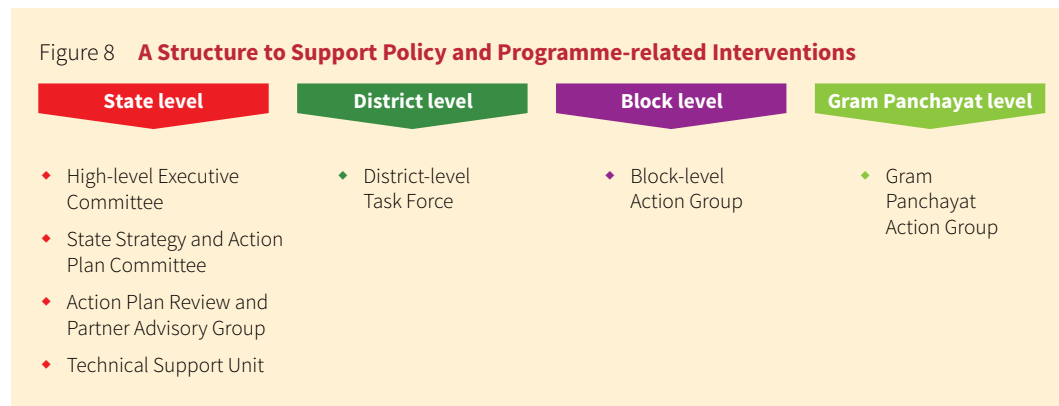 Figure 8 A Structure to Support Policy and Programme-related Interventions
State level
High-level Executive
Committee
State Strategy and Action
Plan Committee
Action Plan Review and
Partner Advisory Group
Technical Support Unit
District level
District-level
Task Force
Block level
Block-level
Action Group
Gram Panchayat level
Gram
Panchayat
Action Group